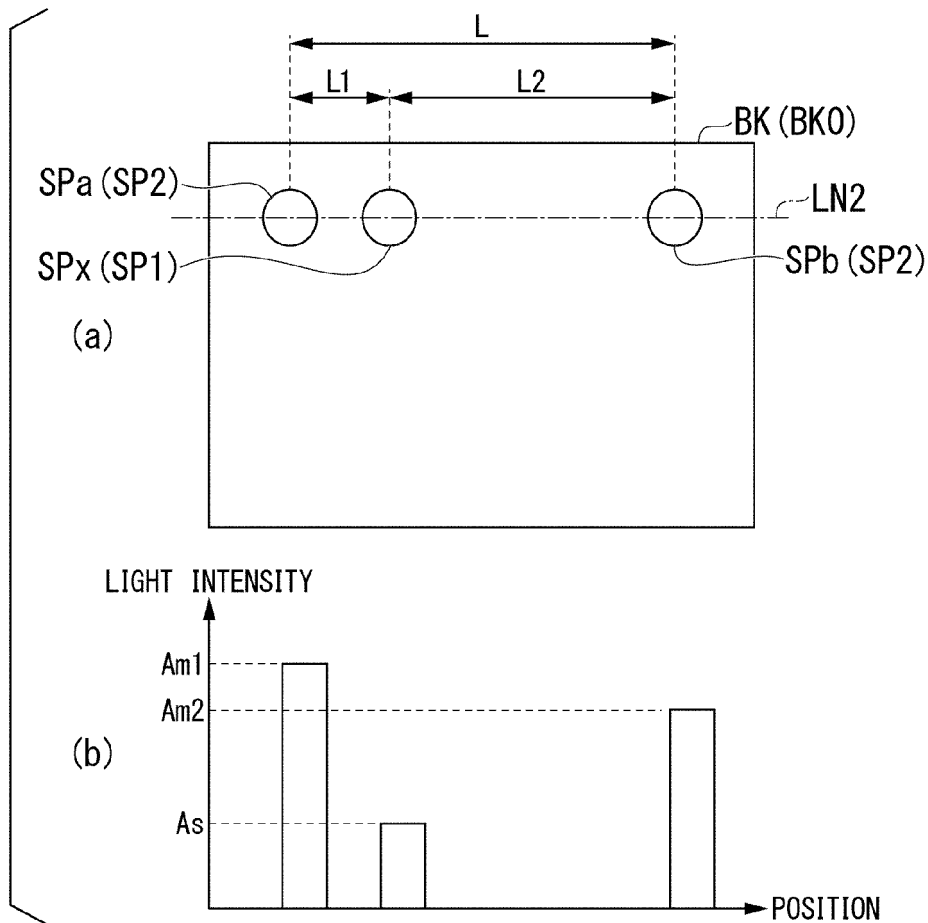 L
L1
L2
BK(BK0)
SPa(SP2)
LN2
SPx(SP1)
SPb(SP2)
(a)
LIGHT INTENSITY
Am1
Am2
(b)
As
POSITION